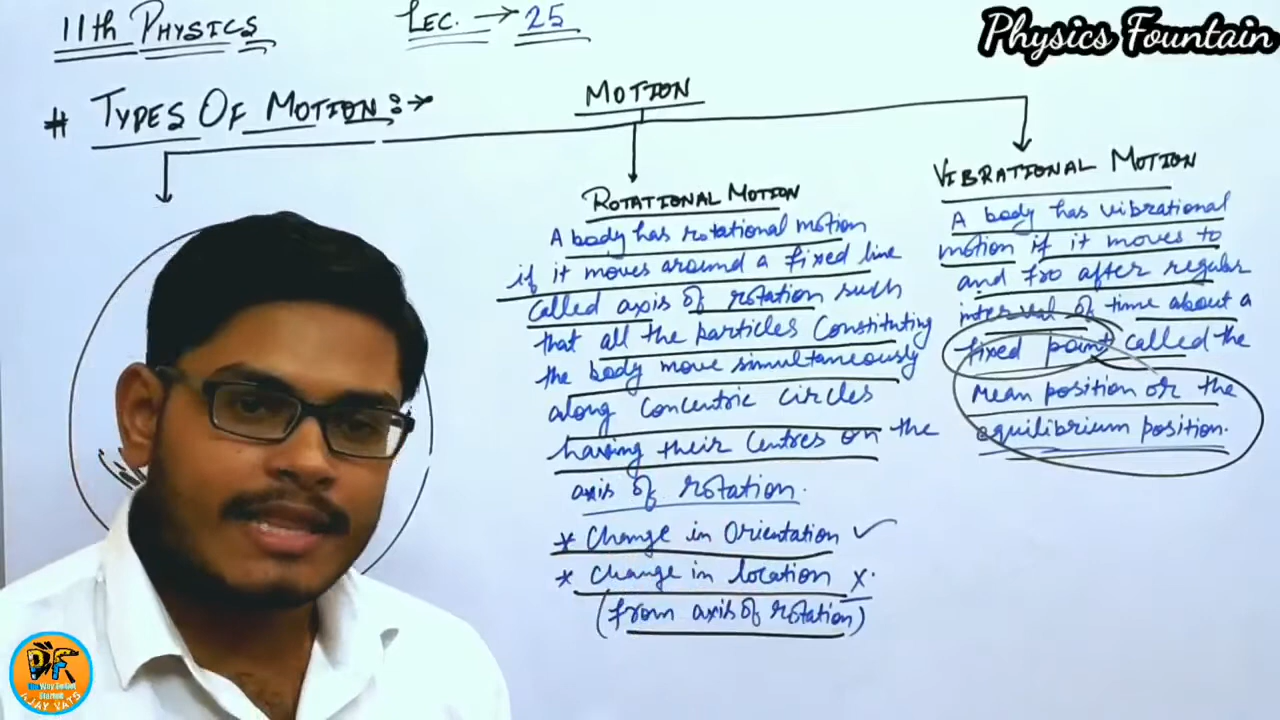 11th PHYSICS
LEC. → 25
Physics Fountain
# TYPES OF MOTION :→
MOTION
ROTATIONAL MOTION
A body has rotational motion
if it moves around a fixed line
called axis of rotation such
that all the particles Constituting
the body move simultaneously
along Concentric circles
having their Centres on the
axis of rotation.
* Change in Orientation ✓
* Change in location x.
(from axis of rotation)
VIBRATIONAL MOTION
A body has vibrational
motion if it moves to
and fro after regular
interval of time about a
fixed point called the
Mean position or the
equilibrium position.
PF
AJAY VATS